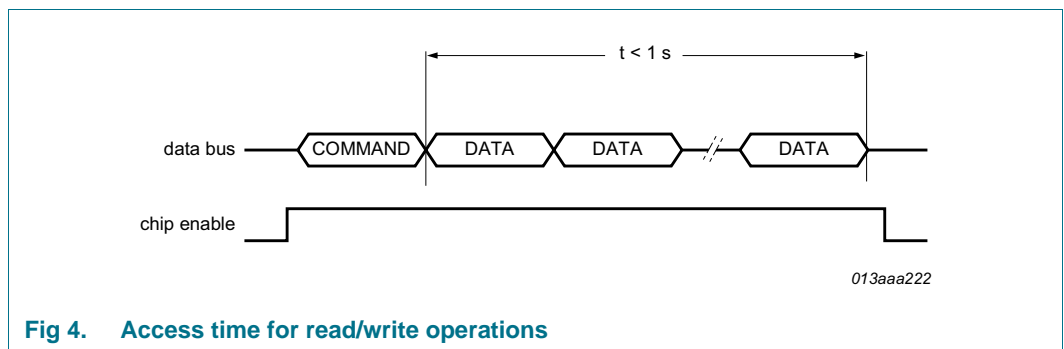 t < 1 s
data bus COMMAND DATA DATA DATA
chip enable
013aaa222
Fig 4. Access time for read/write operations